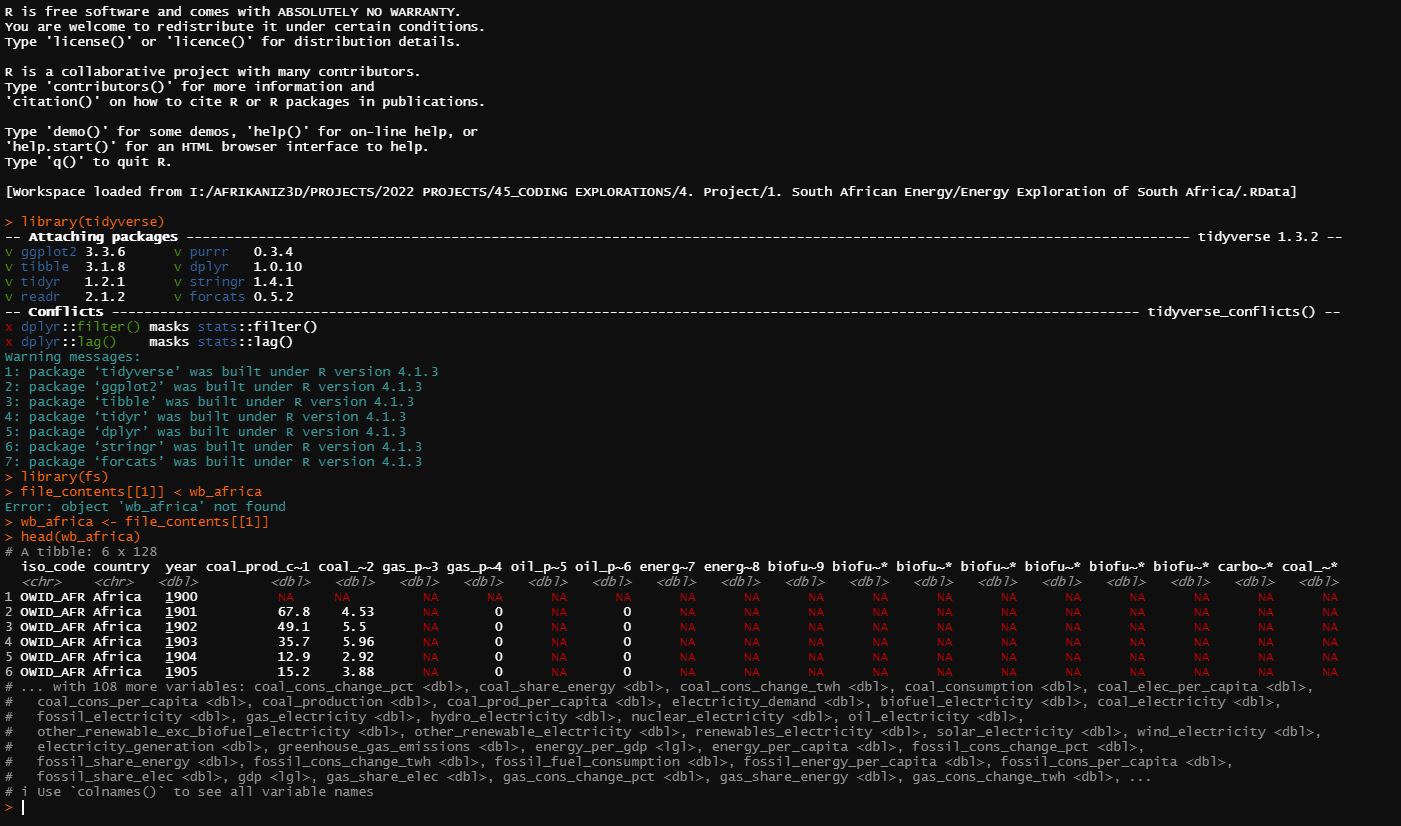 R is free software and comes with ABSOLUTELY NO WARRANTY.
You are welcome to redistribute it under certain conditions.
Type 'license()' or 'licence()' for distribution details.
R is a collaborative project with many contributors.
Type 'contributors()' for more information and
'citation()' on how to cite R or R packages in publications.
Type 'demo()' for some demos, 'help()' for on-line help, or
'help.start()' for an HTML browser interface to help.
Type 'q()' to quit R.
[Workspace loaded from I:/AFRIKANIZ3D/PROJECTS/2022 PROJECTS/45_CODING EXPLORATIONS/4. Project/1. South African Energy/Energy Exploration of South Africa/.RData]
> library(tidyverse)
-- Attaching packages --------------------------------------------------------------- tidyverse 1.3.2 --
v ggplot2 3.3.6      v purrr   0.3.4
v tibble  3.1.8      v dplyr   1.0.10
v tidyr   1.2.1      v stringr 1.4.1
v readr   2.1.2      v forcats 0.5.2
-- Conflicts --------------------------------------------------------------- tidyverse_conflicts() --
x dplyr::filter() masks stats::filter()
x dplyr::lag()    masks stats::lag()
Warning messages:
1: package ‘tidyverse’ was built under R version 4.1.3
2: package ‘ggplot2’ was built under R version 4.1.3
3: package ‘tibble’ was built under R version 4.1.3
4: package ‘tidyr’ was built under R version 4.1.3
5: package ‘dplyr’ was built under R version 4.1.3
6: package ‘stringr’ was built under R version 4.1.3
7: package ‘forcats’ was built under R version 4.1.3
> library(fs)
> file_contents[[1]] < wb_africa
Error: object 'wb_africa' not found
> wb_africa <- file_contents[[1]]
> head(wb_africa)
# A tibble: 6 x 128
iso_code country year coal_prod_c~1 coal_~2 gas_p~3 gas_p~4 oil_p~5 oil_p~6 energ~7 energ~8 biofu~9 biofu~* biofu~* biofu~* biofu~* biofu~* biofu~* carbo~* coal_~*
<chr> <chr> <dbl> <dbl> <dbl> <dbl> <dbl> <dbl> <dbl> <dbl> <dbl> <dbl> <dbl> <dbl> <dbl> <dbl> <dbl> <dbl> <dbl> <dbl>
1 OWID_AFR Africa 1900 NA NA NA NA NA NA NA NA NA NA NA NA NA NA NA NA NA
2 OWID_AFR Africa 1901 67.8 4.53 NA 0 NA 0 NA NA NA NA NA NA NA NA NA NA NA
3 OWID_AFR Africa 1902 49.1 5.5 NA 0 NA 0 NA NA NA NA NA NA NA NA NA NA NA
4 OWID_AFR Africa 1903 35.7 5.96 NA 0 NA 0 NA NA NA NA NA NA NA NA NA NA NA
5 OWID_AFR Africa 1904 12.9 2.92 NA 0 NA 0 NA NA NA NA NA NA NA NA NA NA NA
6 OWID_AFR Africa 1905 15.2 3.88 NA 0 NA 0 NA NA NA NA NA NA NA NA NA NA NA
# ... with 108 more variables: coal_cons_change_pct <dbl>, coal_share_energy <dbl>, coal_cons_change_twh <dbl>, coal_consumption <dbl>, coal_elec_per_capita <dbl>,
#   coal_cons_per_capita <dbl>, coal_production <dbl>, coal_prod_per_capita <dbl>, electricity_demand <dbl>, biofuel_electricity <dbl>, coal_electricity <dbl>,
#   fossil_electricity <dbl>, gas_electricity <dbl>, hydro_electricity <dbl>, nuclear_electricity <dbl>, oil_electricity <dbl>,
#   other_renewable_exc_biofuel_electricity <dbl>, other_renewable_electricity <dbl>, renewables_electricity <dbl>, solar_electricity <dbl>, wind_electricity <dbl>,
#   electricity_generation <dbl>, greenhouse_gas_emissions <dbl>, energy_per_gdp <lgl>, energy_per_capita <dbl>, fossil_cons_change_pct <dbl>,
#   fossil_share_energy <dbl>, fossil_cons_change_twh <dbl>, fossil_fuel_consumption <dbl>, fossil_energy_per_capita <dbl>, fossil_cons_per_capita <dbl>,
#   fossil_share_elec <dbl>, gdp <lgl>, gas_share_elec <dbl>, gas_cons_change_pct <dbl>, gas_share_energy <dbl>, gas_cons_change_twh <dbl>, ...
# i Use `colnames()` to see all variable names
>